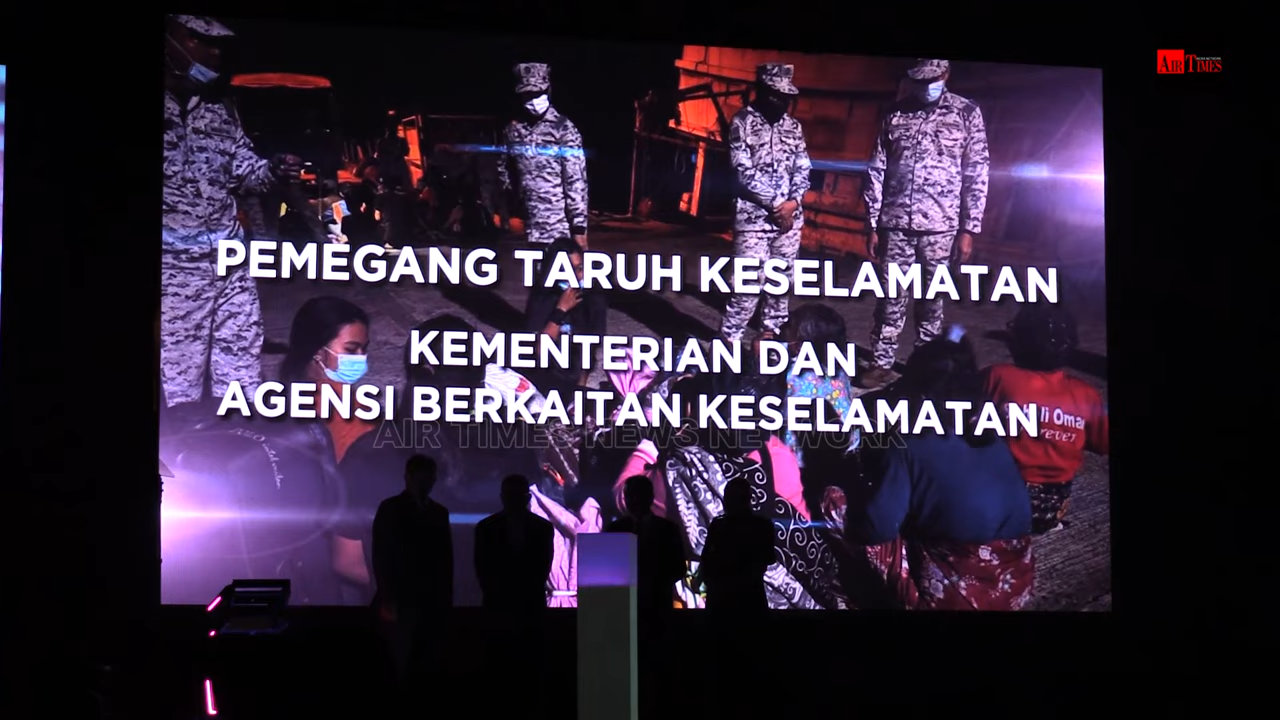 AIR TIMES
PEMEGANG TARUH KESELAMATAN
KEMENTERIAN DAN
AGENSI BERKAITAN KESELAMATAN
AIR TIMES NEWS NETWORK